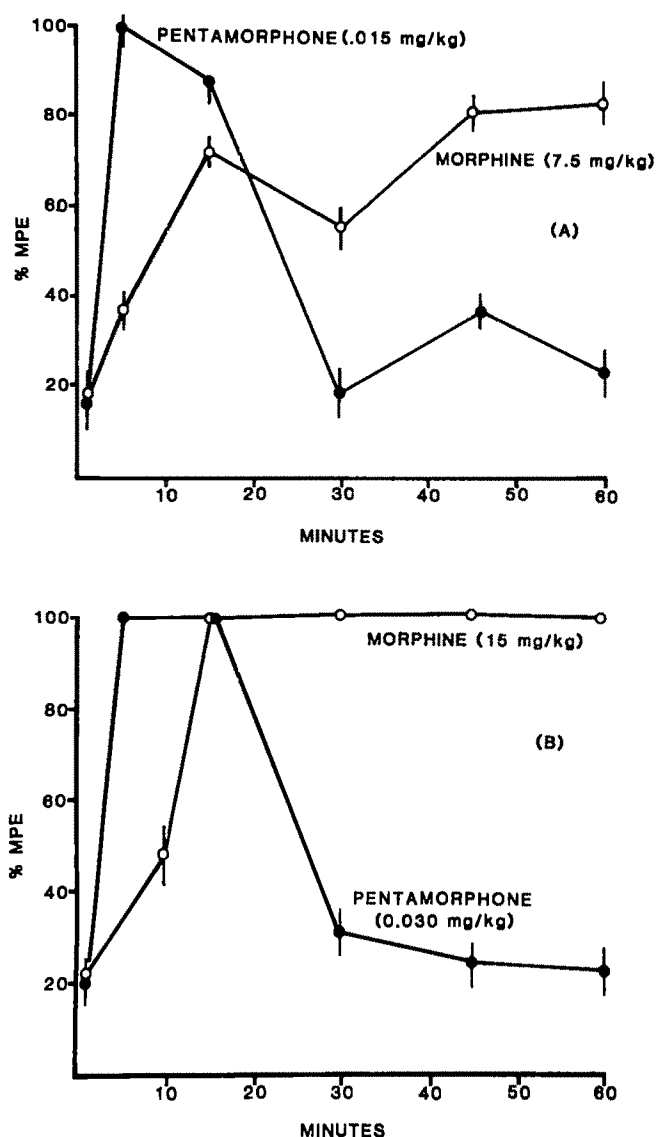 100
80
60
40
20
% MPE
PENTAMORPHONE (.015 mg/kg)
MORPHINE (7.5 mg/kg)
(A)
10 20 30 40 50 60
MINUTES
100
80
60
40
20
% MPE
MORPHINE (15 mg/kg)
(B)
PENTAMORPHONE
(0.030 mg/kg)
10 20 30 40 50 60
MINUTES